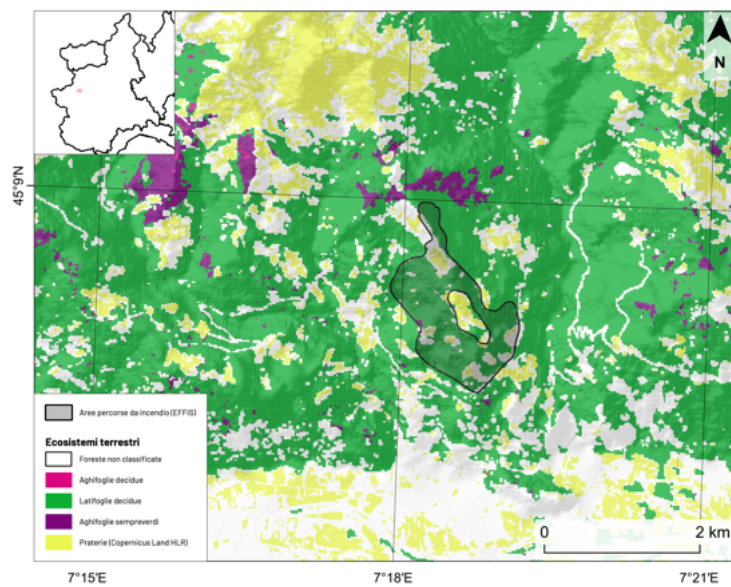 N
45°9'N
Aree percorse da incendio (EFFIS)
Ecosistemi terrestri
Foreste non classificate
Aghifoglie decidue
Latifoglie decidue
Aghifoglie sempreverdi
Praterie (Copernicus Land HLR)
0 2 km
7°15'E 7°18'E 7°21'E